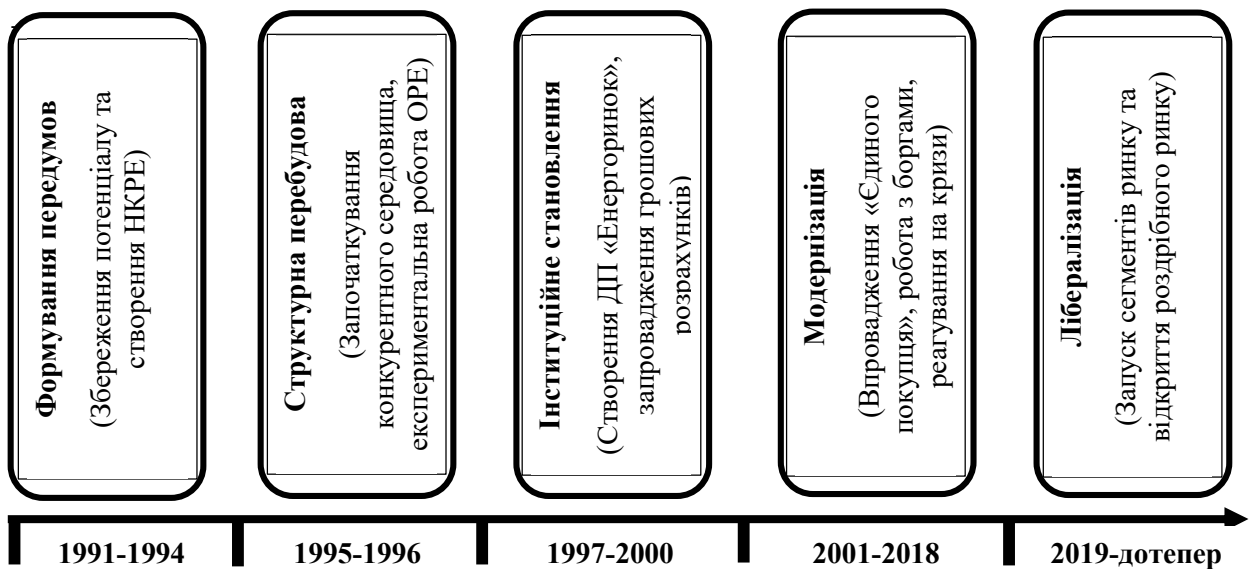 Формування передумов
(Збереження потенціалу та
створення НКРЕ)
Структурна перебудова
(Започаткування
конкурентного середовища,
експериментальна робота ОРЕ)
Інституційне становлення
(Створення ДП «Енергоринок»,
запровадження грошових
розрахунків)
Модернізація
(Впровадження «Єдиного
покупця», робота з боргами,
реагування на кризи)
Лібералізація
(Запуск сегментів ринку та
відкриття роздрібного ринку)
1991-1994
1995-1996
1997-2000
2001-2018
2019-дотепер